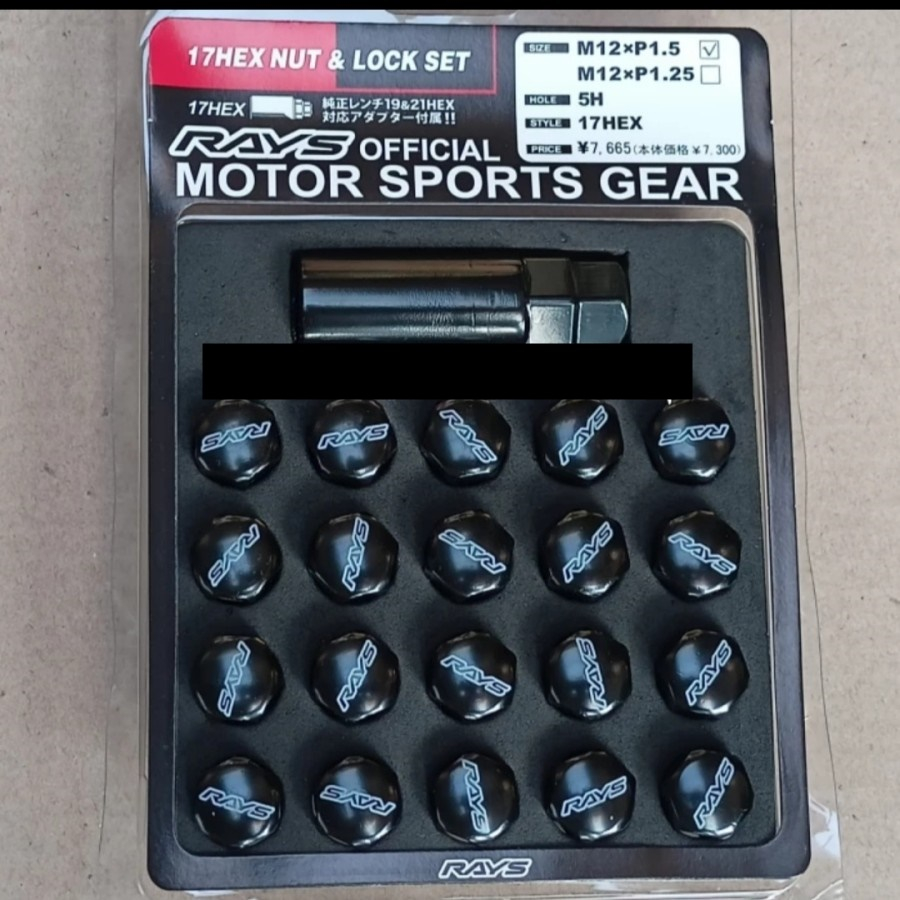 17HEX NUT & LOCK SET
17HEX 純正レンチ19&21HEX
対応アダプター付属!!
SIZE M12×P1.5
M12×P1.25
HOLE 5H
STYLE 17HEX
PRICE ¥7,665(本体価格¥7,300)
RAYS OFFICIAL
MOTOR SPORTS GEAR
RAYS RAYS RAYS RAYS RAYS
RAYS RAYS RAYS RAYS RAYS
RAYS RAYS RAYS RAYS RAYS
RAYS RAYS RAYS RAYS RAYS
RAYS